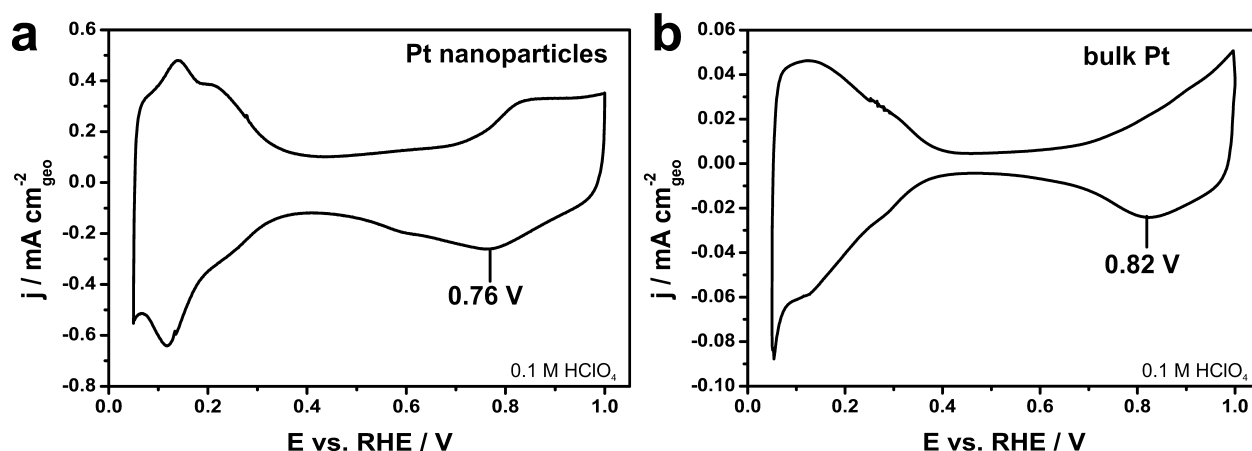 a
Pt nanoparticles
0.6
0.4
0.2
0.0
-0.2
-0.4
-0.6
-0.8
j / mA cm⁻²geo
0.76 V
0.1 M HClO₄
0.0 0.2 0.4 0.6 0.8 1.0
E vs. RHE / V
b
bulk Pt
0.06
0.04
0.02
0.00
-0.02
-0.04
-0.06
-0.08
-0.10
j / mA cm⁻²geo
0.82 V
0.1 M HClO₄
0.0 0.2 0.4 0.6 0.8 1.0
E vs. RHE / V